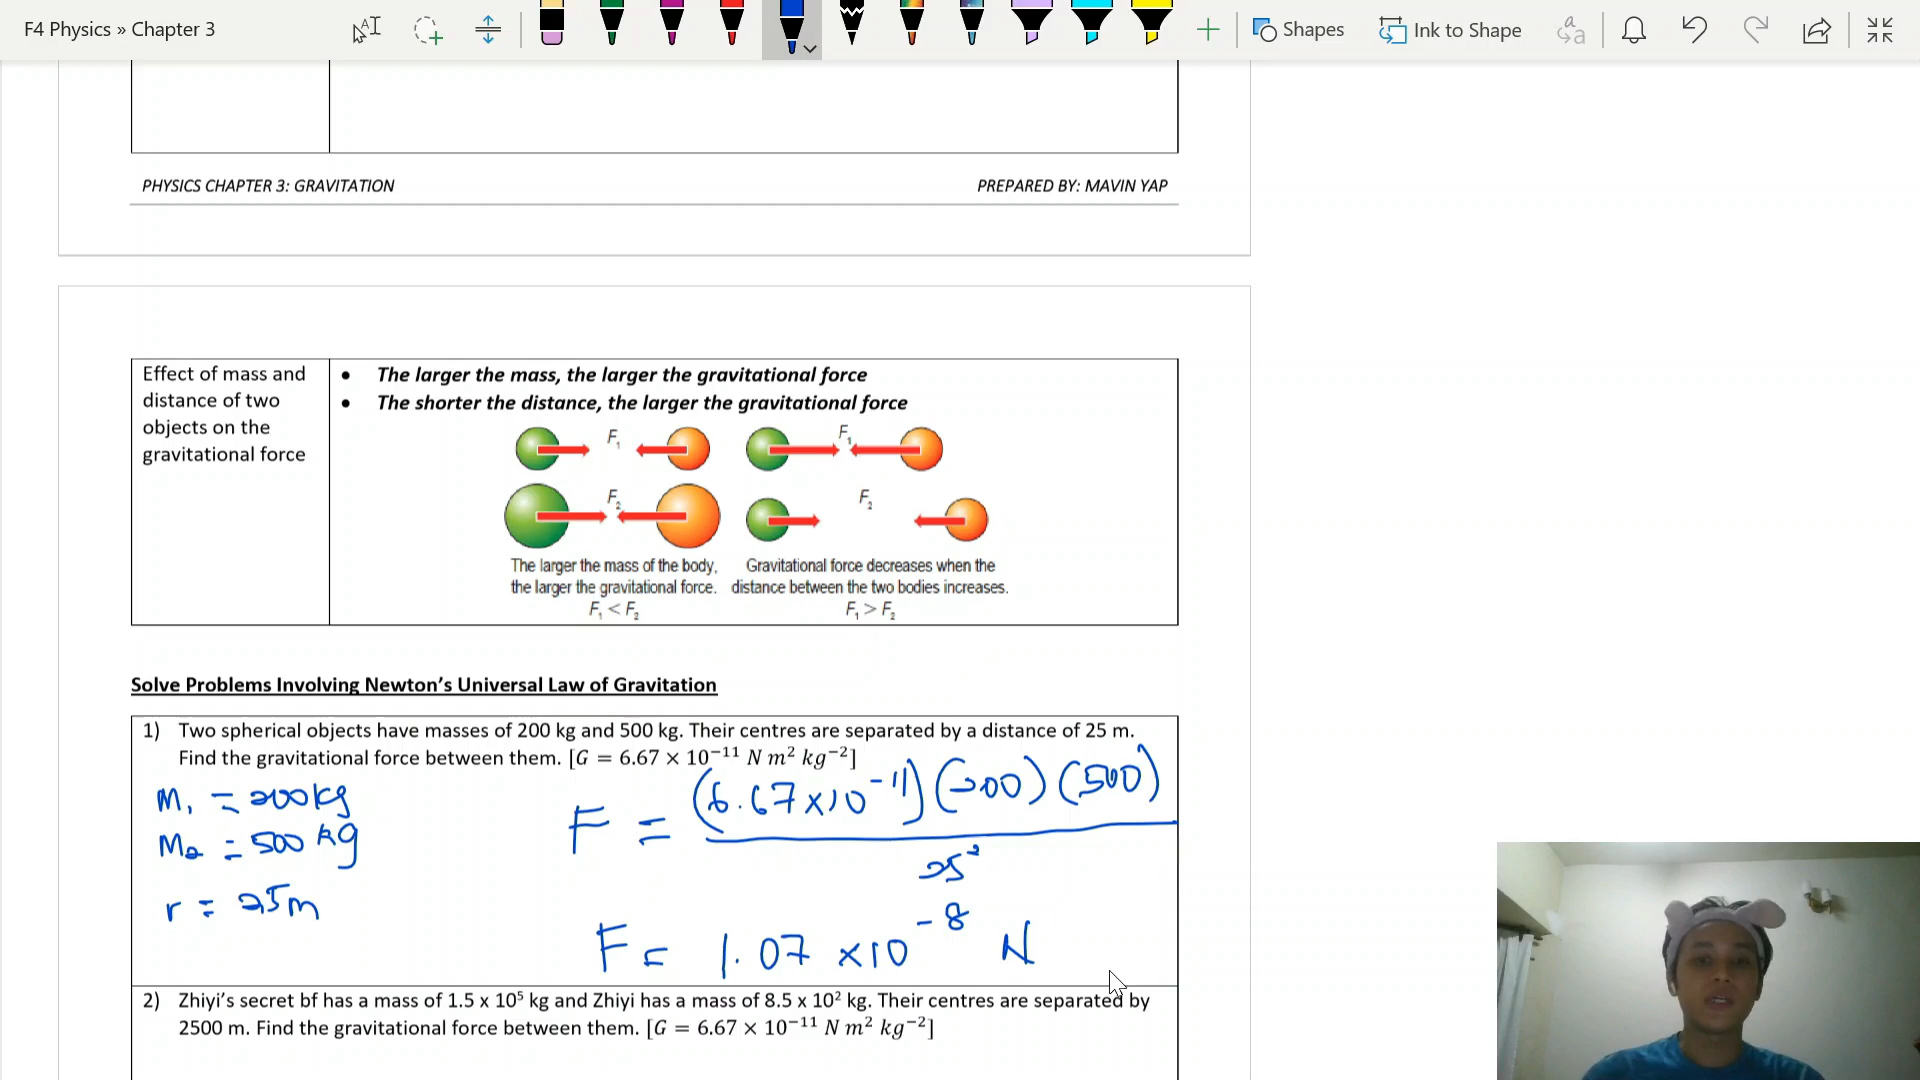 F4 Physics » Chapter 3
Shapes
Ink to Shape
PHYSICS CHAPTER 3: GRAVITATION
PREPARED BY: MAVIN YAP
Effect of mass and
distance of two
objects on the
gravitational force
• The larger the mass, the larger the gravitational force
• The shorter the distance, the larger the gravitational force
F₁
F₁
F₂
F₂
The larger the mass of the body,
the larger the gravitational force.
F₁ < F₂
Gravitational force decreases when the
distance between the two bodies increases.
F₁ > F₂
Solve Problems Involving Newton’s Universal Law of Gravitation
1) Two spherical objects have masses of 200 kg and 500 kg. Their centres are separated by a distance of 25 m.
Find the gravitational force between them. [G = 6.67 × 10⁻¹¹ N m² kg⁻²]
M₁ = 200kg
M₂ = 500 kg
r = 25m
F = (6.67×10⁻¹¹)(200)(500)
25²
F = 1.07 ×10⁻⁸ N
2) Zhiyi’s secret bf has a mass of 1.5 x 10⁵ kg and Zhiyi has a mass of 8.5 x 10² kg. Their centres are separated by
2500 m. Find the gravitational force between them. [G = 6.67 × 10⁻¹¹ N m² kg⁻²]